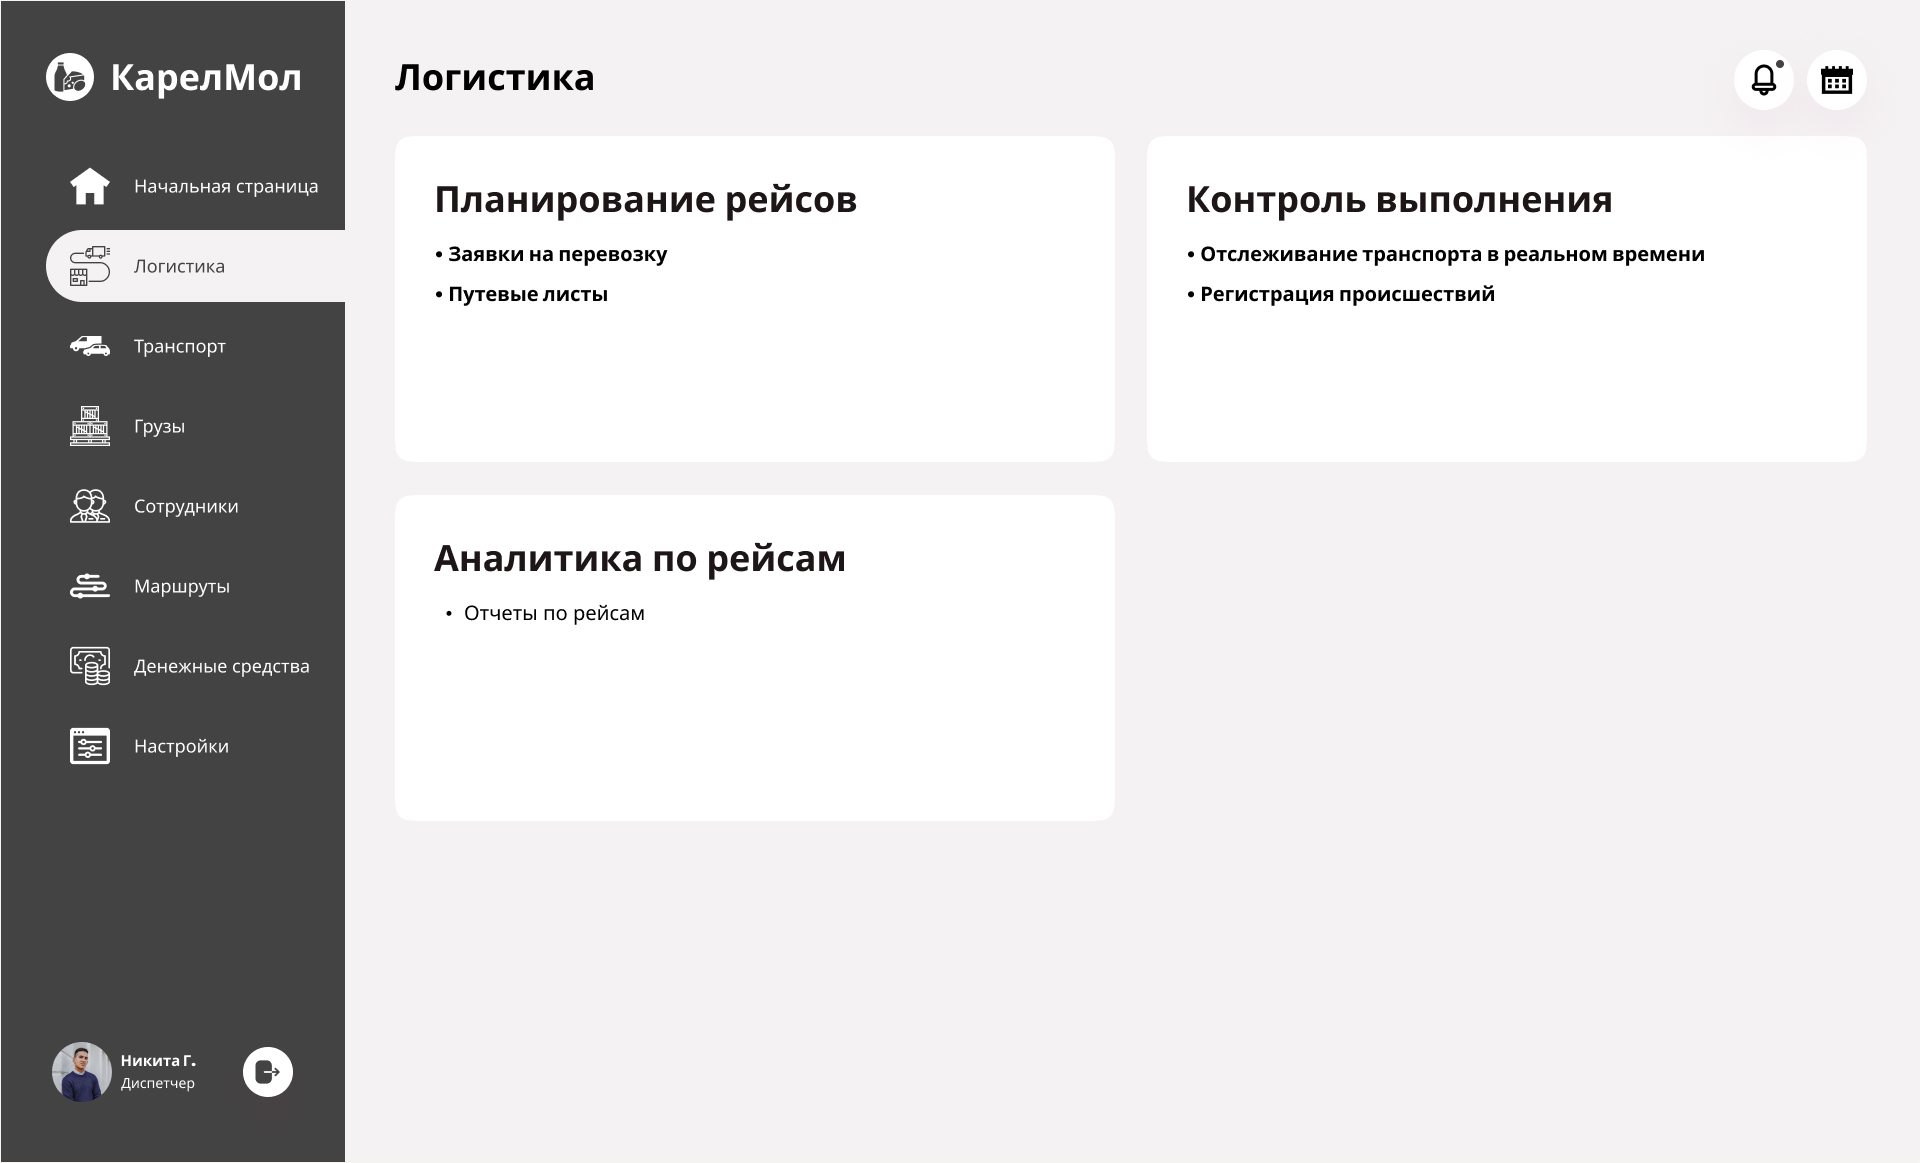 КарелМол
Начальная страница
Логистика
Транспорт
Грузы
Сотрудники
Маршруты
Денежные средства
Настройки
Никита Г.
Диспетчер
Логистика
Планирование рейсов
• Заявки на перевозку
• Путевые листы
Контроль выполнения
• Отслеживание транспорта в реальном времени
• Регистрация происшествий
Аналитика по рейсам
• Отчеты по рейсам